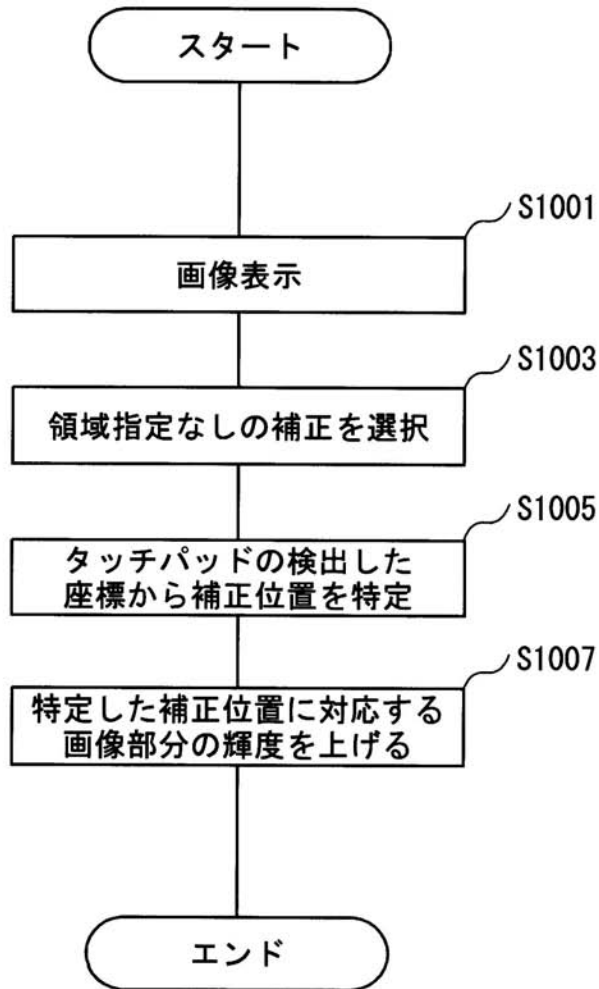 スタート
S1001
画像表示
S1003
領域指定なしの補正を選択
S1005
タッチパッドの検出した
座標から補正位置を特定
S1007
特定した補正位置に対応する
画像部分の輝度を上げる
エンド